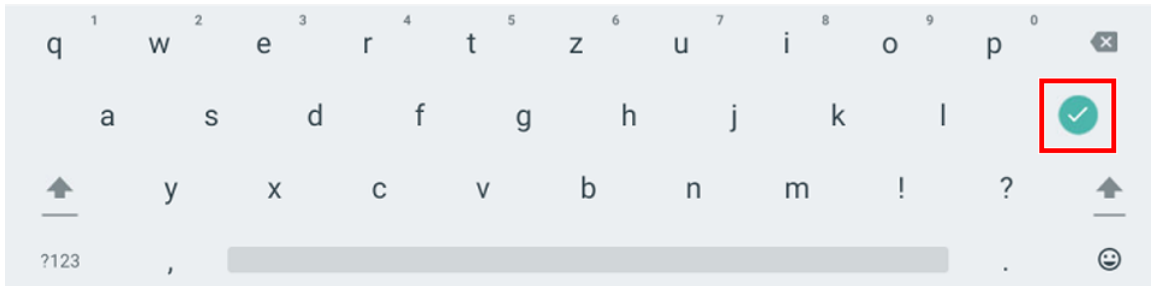 1 2 3 4 5 6 7 8 9 0
q w e r t z u i o p
a s d f g h j k l
y x c v b n m ! ?
?123 , .